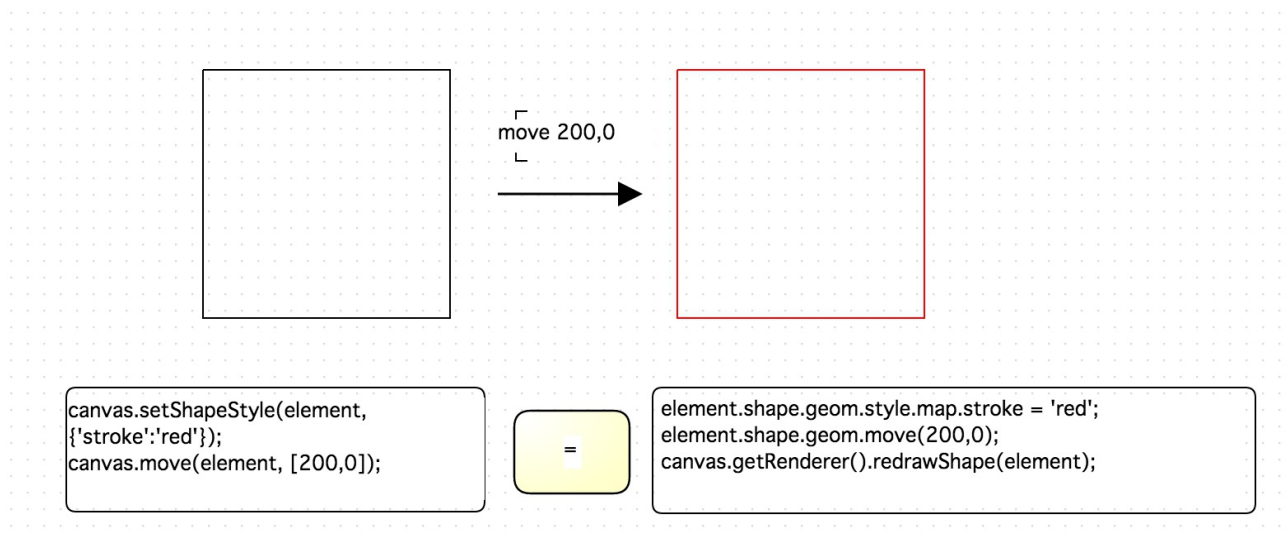 move 200,0
canvas.setShapeStyle(element,
{'stroke':'red'});
canvas.move(element, [200,0]);
=
element.shape.geom.style.map.stroke = 'red';
element.shape.geom.move(200,0);
canvas.getRenderer().redrawShape(element);